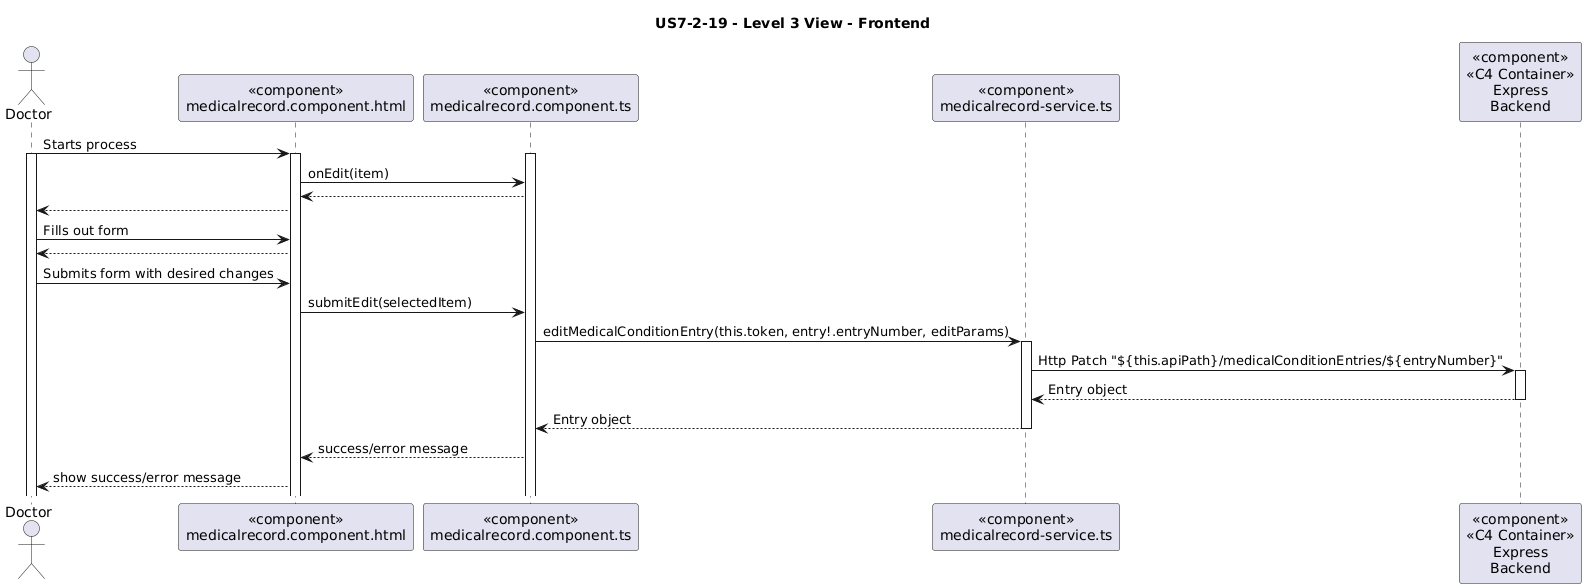 US7-2-19 - Level 3 View - Frontend
Doctor
«component»
medicalrecord.component.html
«component»
medicalrecord.component.ts
«component»
medicalrecord-service.ts
«component»
«C4 Container»
Express
Backend
Starts process
onEdit(item)
Fills out form
Submits form with desired changes
submitEdit(selectedItem)
editMedicalConditionEntry(this.token, entry!.entryNumber, editParams)
Http Patch "${this.apiPath}/medicalConditionEntries/${entryNumber}"
Entry object
Entry object
success/error message
show success/error message
Doctor
«component»
medicalrecord.component.html
«component»
medicalrecord.component.ts
«component»
medicalrecord-service.ts
«component»
«C4 Container»
Express
Backend